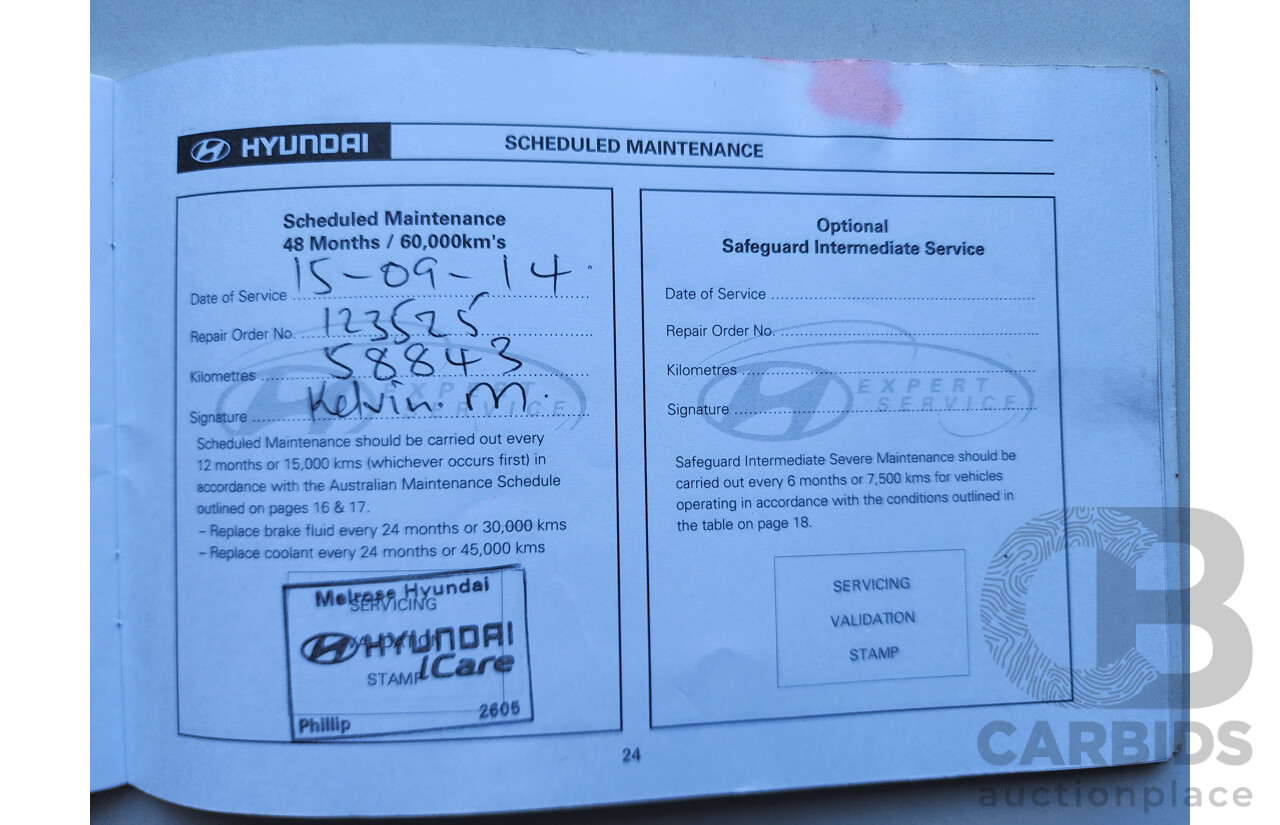 HYUNDAI
SCHEDULED MAINTENANCE
Scheduled Maintenance
48 Months / 60,000km's
Date of Service 15-09-14
Repair Order No. 123525
Kilometres 58843
Signature Kelvin. M.
EXPERT
SERVICE
Scheduled Maintenance should be carried out every
12 months or 15,000 kms (whichever occurs first) in
accordance with the Australian Maintenance Schedule
outlined on pages 16 & 17.
– Replace brake fluid every 24 months or 30,000 kms
– Replace coolant every 24 months or 45,000 kms
Melrose Hyundai
SERVICING
VALIDATION
HYUNDAI
iCare
STAMP
Phillip 2605
Optional
Safeguard Intermediate Service
Date of Service
Repair Order No.
Kilometres
Signature
EXPERT
SERVICE
Safeguard Intermediate Severe Maintenance should be
carried out every 6 months or 7,500 kms for vehicles
operating in accordance with the conditions outlined in
the table on page 18.
SERVICING
VALIDATION
STAMP
24
CB
CARBIDS
auctionplace